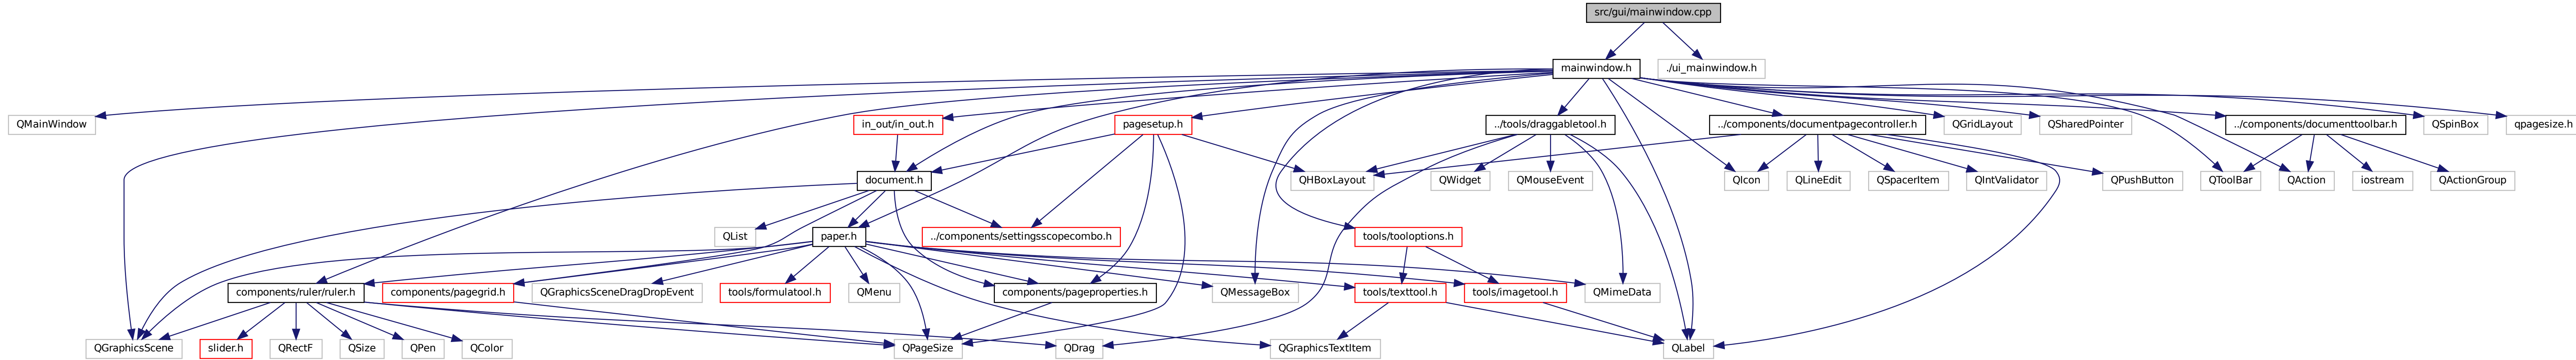 src/gui/mainwindow.cpp
mainwindow.h
./ui_mainwindow.h
QMainWindow
in_out/in_out.h
pagesetup.h
../tools/draggabletool.h
../components/documentpagecontroller.h
QGridLayout
QSharedPointer
../components/documenttoolbar.h
QSpinBox
qpagesize.h
document.h
QHBoxLayout
QWidget
QMouseEvent
QIcon
QLineEdit
QSpacerItem
QIntValidator
QPushButton
QToolBar
QAction
iostream
QActionGroup
QList
paper.h
../components/settingsscopecombo.h
tools/tooloptions.h
components/ruler/ruler.h
components/pagegrid.h
QGraphicsSceneDragDropEvent
tools/formulatool.h
QMenu
components/pageproperties.h
QMessageBox
tools/texttool.h
tools/imagetool.h
QMimeData
QGraphicsScene
slider.h
QRectF
QSize
QPen
QColor
QPageSize
QDrag
QGraphicsTextItem
QLabel